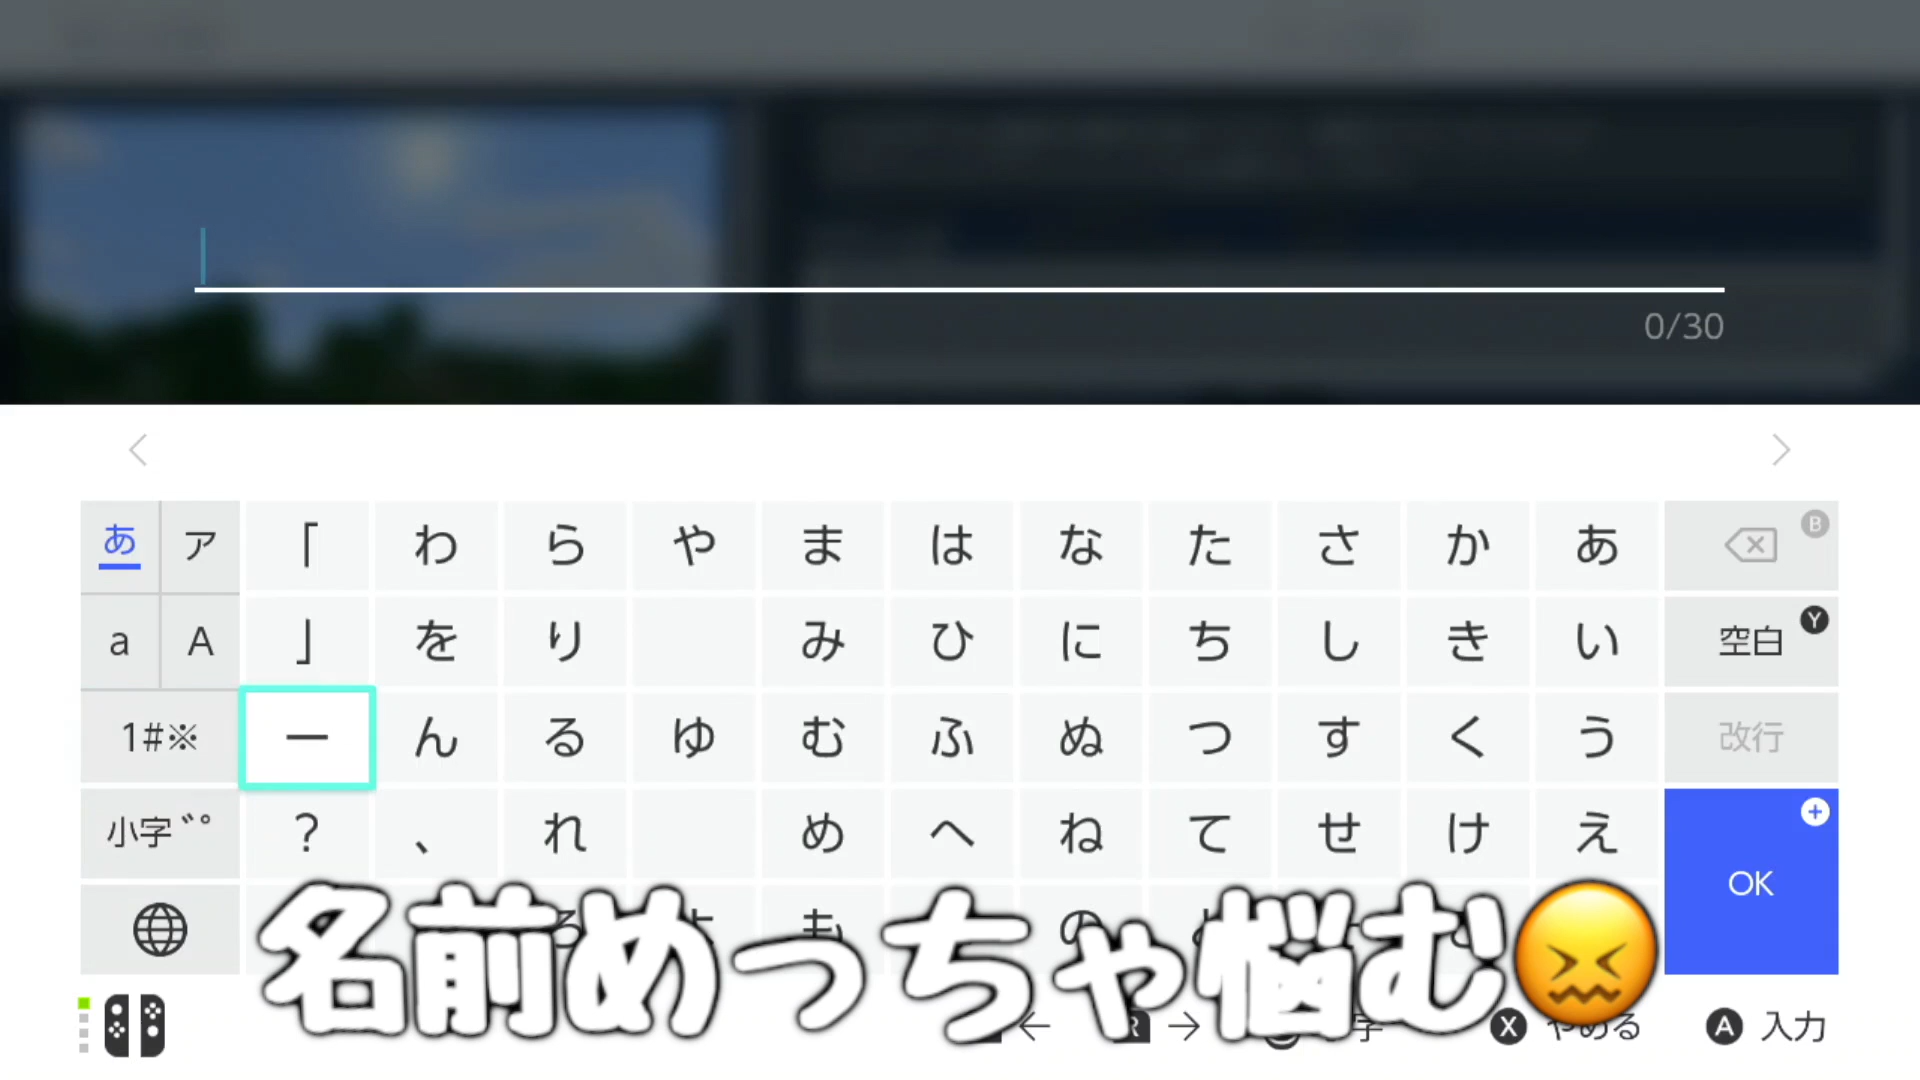 0/30
あ ア 「 わ ら や ま は な た さ か あ B
a A 」 を り み ひ に ち し き い 空白 Y
1#※ ー ん る ゆ む ふ ぬ つ す く う 改行
小字゛゜ ? 、 れ め へ ね て せ け え +
OK
名前めっちゃ悩む😖
R X やめる A 入力